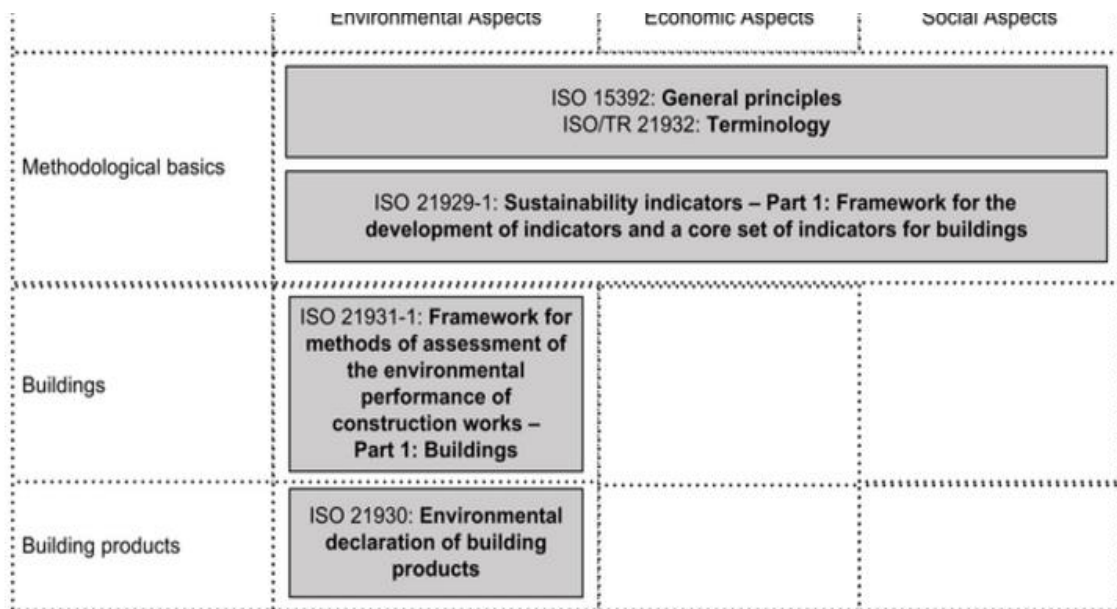 Environmental Aspects
Economic Aspects
Social Aspects
Methodological basics
ISO 15392: General principles
ISO/TR 21932: Terminology
ISO 21929-1: Sustainability indicators – Part 1: Framework for the
development of indicators and a core set of indicators for buildings
Buildings
ISO 21931-1: Framework for
methods of assessment of
the environmental
performance of
construction works –
Part 1: Buildings
Building products
ISO 21930: Environmental
declaration of building
products